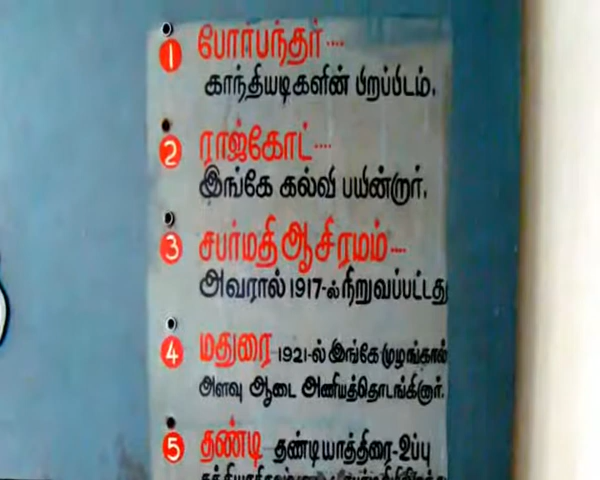 1 போர்பந்தர் ....
காந்தியடிகளின் பிறப்பிடம்.
2 ராஜ்கோட் ....
இங்கே கல்வி பயின்றார்.
3 சபர்மதி ஆசிரமம் ....
அவரால் 1917-ல் நிறுவப்பட்டது
4 மதுரை 1921-ல் இங்கே முழங்கால்
அளவு ஆடை அணியத்தொடங்கினார்.
5 தண்டி தண்டியாத்திரை-உப்பு